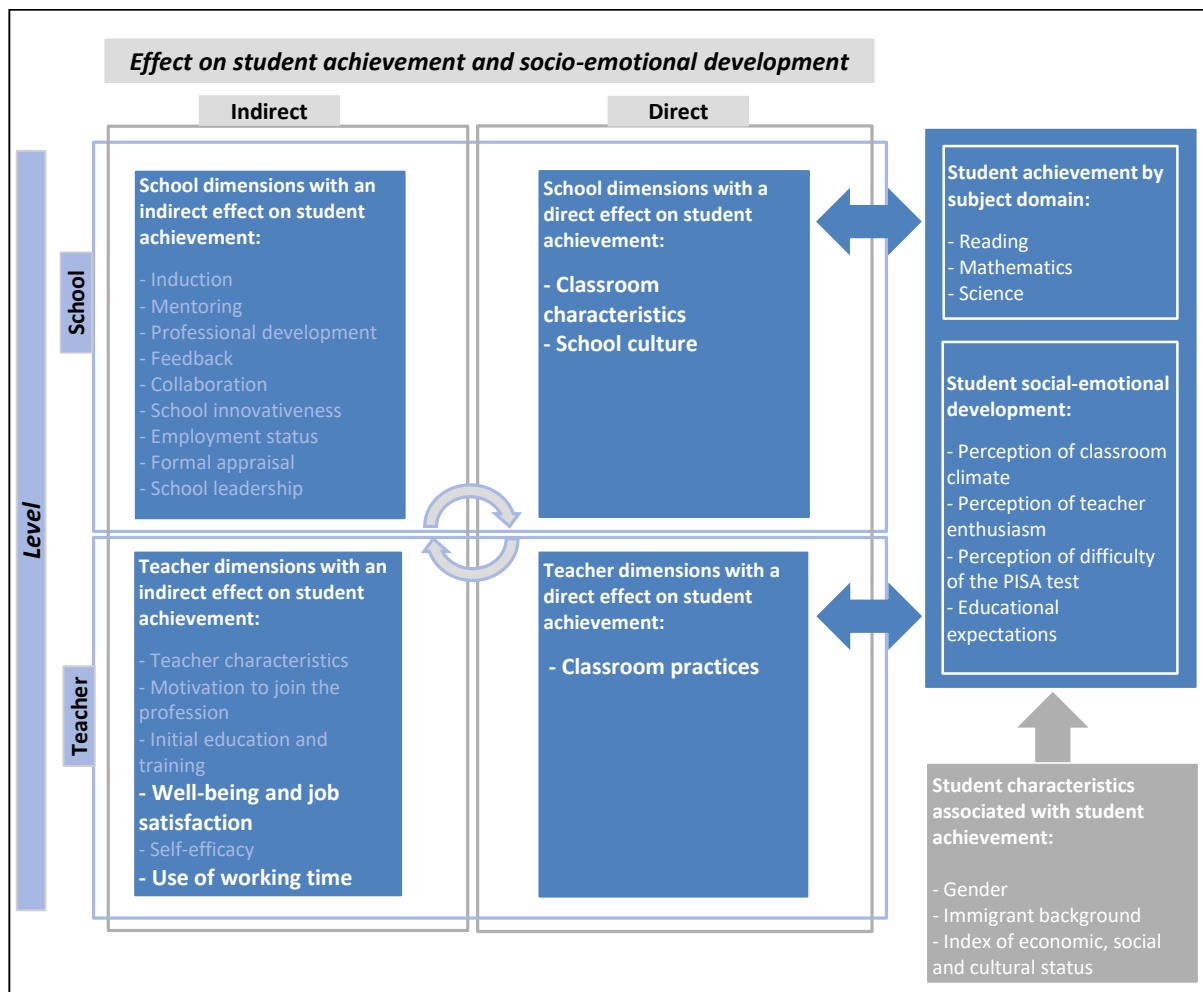 Effect on student achievement and socio-emotional development
Indirect
Direct
Level
School
School dimensions with an
indirect effect on student
achievement:
- Induction
- Mentoring
- Professional development
- Feedback
- Collaboration
- School innovativeness
- Employment status
- Formal appraisal
- School leadership
School dimensions with a
direct effect on student
achievement:
- Classroom
characteristics
- School culture
Student achievement by
subject domain:
- Reading
- Mathematics
- Science
Student social-emotional
development:
- Perception of classroom
climate
- Perception of teacher
enthusiasm
- Perception of difficulty
of the PISA test
- Educational
expectations
Teacher
Teacher dimensions with an
indirect effect on student
achievement:
- Teacher characteristics
- Motivation to join the
profession
- Initial education and
training
- Well-being and job
satisfaction
- Self-efficacy
- Use of working time
Teacher dimensions with a
direct effect on student
achievement:
- Classroom practices
Student characteristics
associated with student
achievement:
- Gender
- Immigrant background
- Index of economic, social
and cultural status